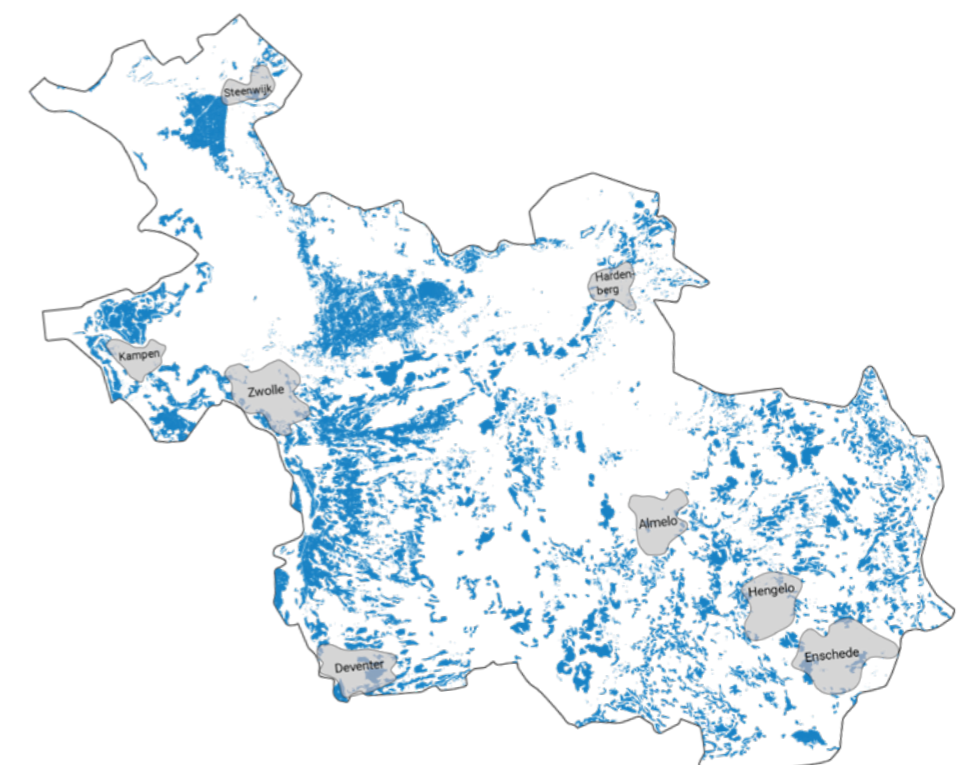 Steenwijk
Harden-
berg
Kampen
Zwolle
Almelo
Hengelo
Enschede
Deventer